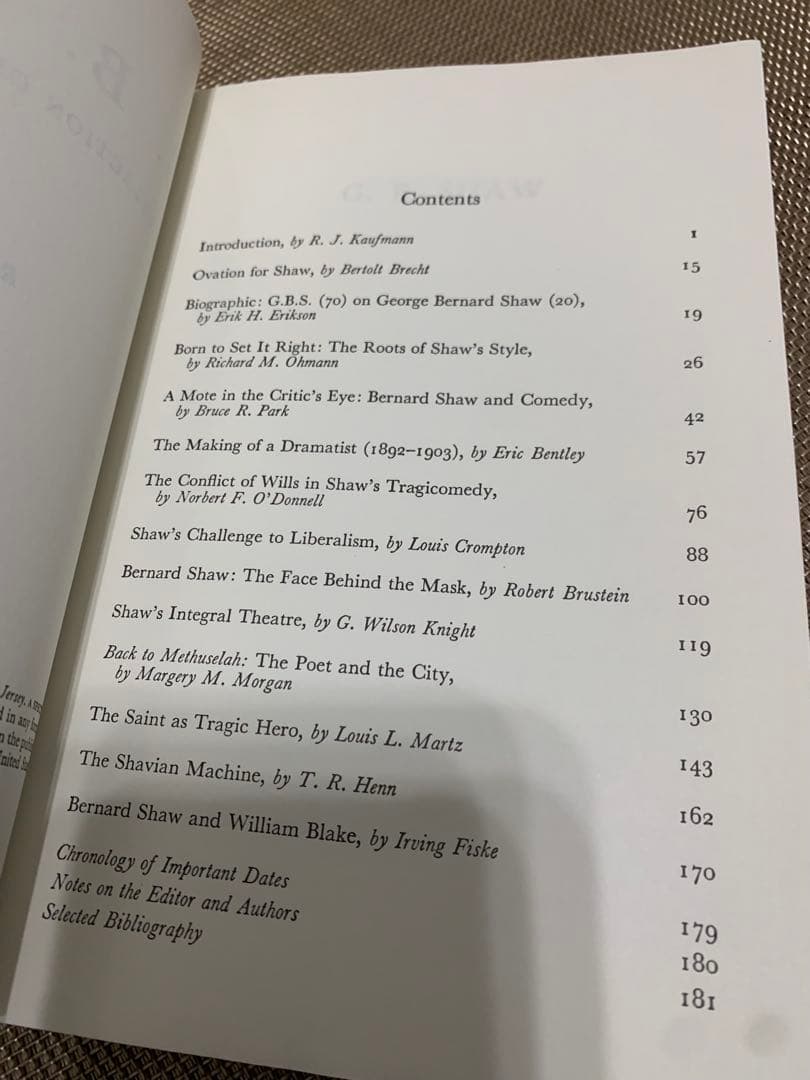 Contents
Introduction, by R. J. Kaufmann 1
Ovation for Shaw, by Bertolt Brecht 15
Biographic: G.B.S. (70) on George Bernard Shaw (20),
by Erik H. Erikson 19
Born to Set It Right: The Roots of Shaw's Style,
by Richard M. Ohmann 26
A Mote in the Critic's Eye: Bernard Shaw and Comedy,
by Bruce R. Park 42
The Making of a Dramatist (1892–1903), by Eric Bentley 57
The Conflict of Wills in Shaw's Tragicomedy,
by Norbert F. O'Donnell 76
Shaw's Challenge to Liberalism, by Louis Crompton 88
Bernard Shaw: The Face Behind the Mask, by Robert Brustein 100
Shaw's Integral Theatre, by G. Wilson Knight 119
Back to Methuselah: The Poet and the City,
by Margery M. Morgan 130
The Saint as Tragic Hero, by Louis L. Martz 143
The Shavian Machine, by T. R. Henn 162
Bernard Shaw and William Blake, by Irving Fiske 170
Chronology of Important Dates 179
Notes on the Editor and Authors 180
Selected Bibliography 181
Jersey.
in any